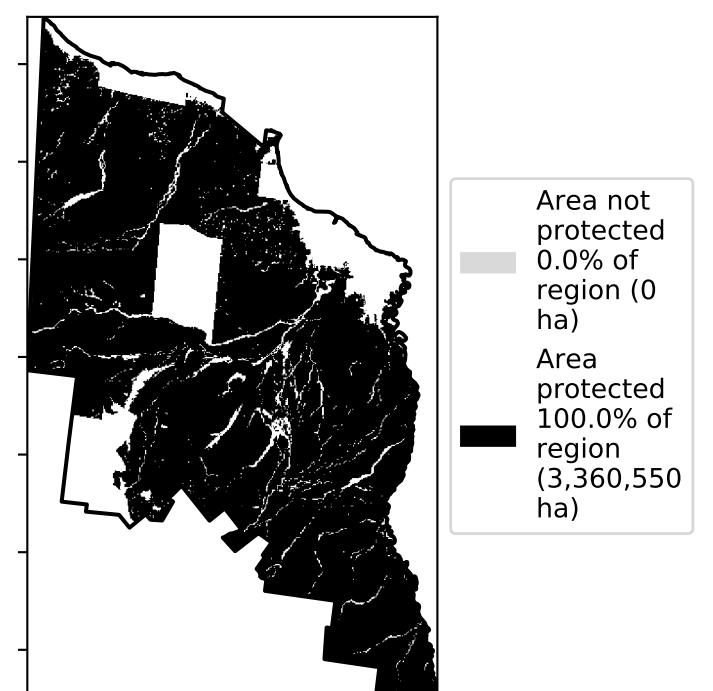 Area not
protected
0.0% of
region (0
ha)
Area
protected
100.0% of
region
(3,360,550
ha)